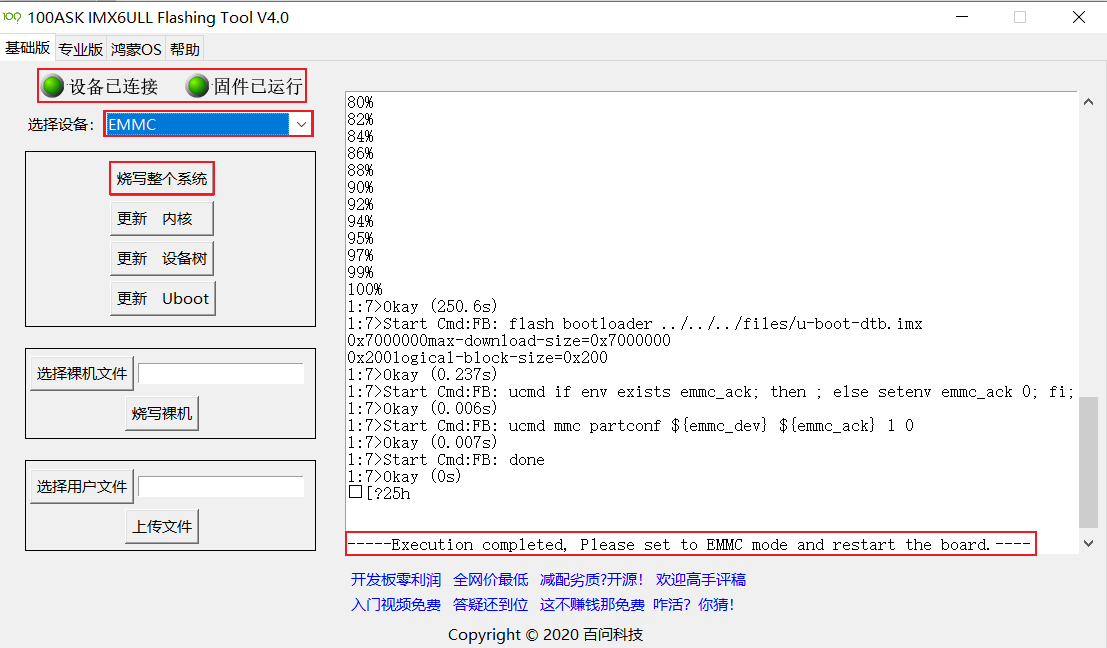 100ASK IMX6ULL Flashing Tool V4.0
基础版 专业版 鸿蒙OS 帮助
设备已连接 固件已运行
选择设备： EMMC
烧写整个系统
更新 内核
更新 设备树
更新 Uboot
选择裸机文件
烧写裸机
选择用户文件
上传文件
80%
82%
84%
86%
88%
90%
92%
94%
95%
97%
99%
100%
1:7>Okay (250.6s)
1:7>Start Cmd:FB: flash bootloader ../../../files/u-boot-dtb.imx
0x7000000max-download-size=0x7000000
0x200logical-block-size=0x200
1:7>Okay (0.237s)
1:7>Start Cmd:FB: ucmd if env exists emmc_ack; then ; else setenv emmc_ack 0; fi;
1:7>Okay (0.006s)
1:7>Start Cmd:FB: ucmd mmc partconf ${emmc_dev} ${emmc_ack} 1 0
1:7>Okay (0.007s)
1:7>Start Cmd:FB: done
1:7>Okay (0s)
□[?25h
-----Execution completed, Please set to EMMC mode and restart the board.----
开发板零利润 全网价最低 减配劣质?开源！ 欢迎高手评稿
入门视频免费 答疑还到位 这不赚钱那免费 咋活？你猜！
Copyright © 2020 百问科技